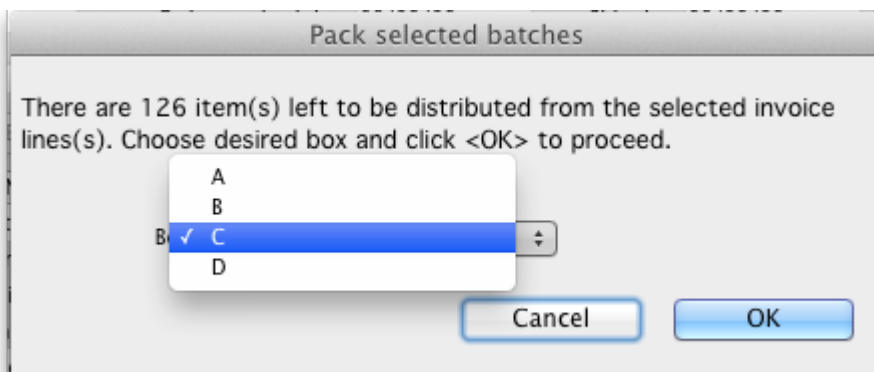 Pack selected batches
There are 126 item(s) left to be distributed from the selected invoice
lines(s). Choose desired box and click <OK> to proceed.
A
B
✓ C
D
Cancel
OK